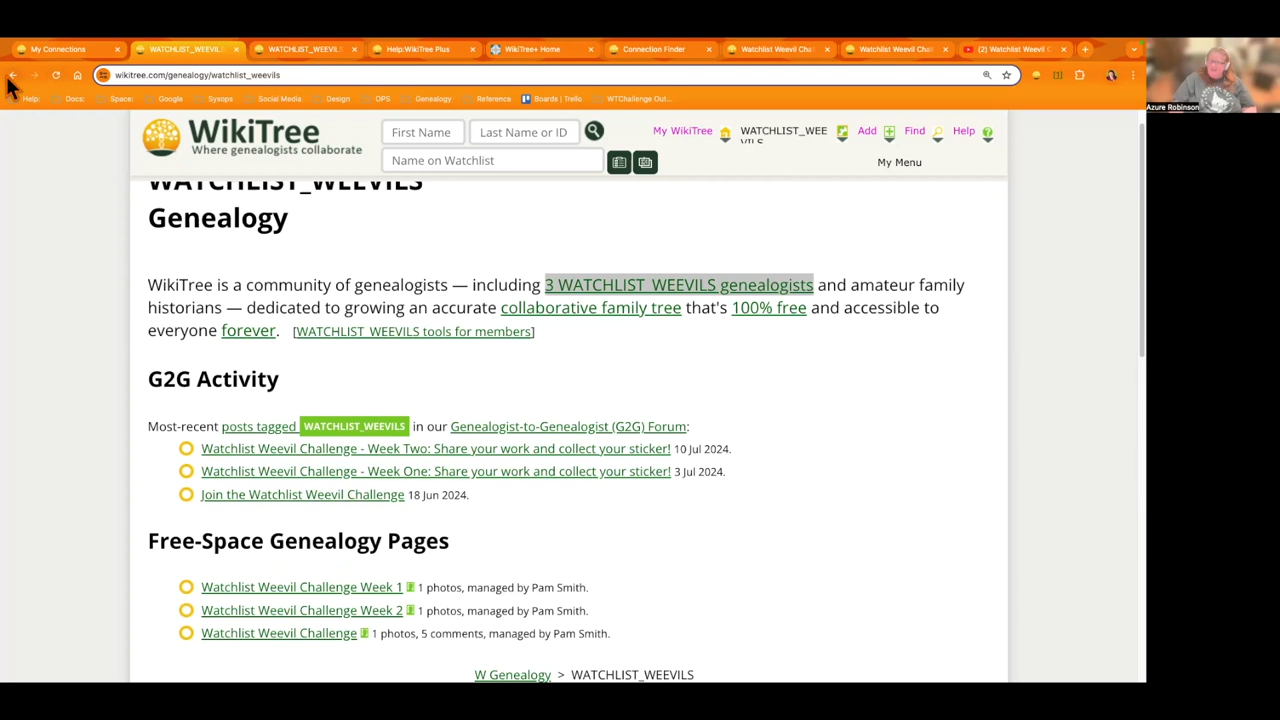 My Connections
WATCHLIST_WEEVILS
WATCHLIST_WEEVILS
Help:WikiTree Plus
WikiTree+ Home
Connection Finder
Watchlist Weevil Chal
Watchlist Weevil Chal
(2) Watchlist Weevil C
wikitree.com/genealogy/watchlist_weevils
Help:
Docs:
Space:
Google
Sysops
Social Media
Design
OPS
Genealogy
Reference
Boards | Trello
WTChallenge Out...
Azure Robinson
WikiTree
Where genealogists collaborate
First Name
Last Name or ID
Name on Watchlist
My WikiTree
WATCHLIST_WEE
VILS
Add
Find
Help
My Menu
WATCHLIST_WEEVILS
Genealogy
WikiTree is a community of genealogists — including 3 WATCHLIST_WEEVILS genealogists and amateur family
historians — dedicated to growing an accurate collaborative family tree that's 100% free and accessible to
everyone forever. [WATCHLIST_WEEVILS tools for members]
G2G Activity
Most-recent posts tagged WATCHLIST_WEEVILS in our Genealogist-to-Genealogist (G2G) Forum:
Watchlist Weevil Challenge - Week Two: Share your work and collect your sticker! 10 Jul 2024.
Watchlist Weevil Challenge - Week One: Share your work and collect your sticker! 3 Jul 2024.
Join the Watchlist Weevil Challenge 18 Jun 2024.
Free-Space Genealogy Pages
Watchlist Weevil Challenge Week 1 1 photos, managed by Pam Smith.
Watchlist Weevil Challenge Week 2 1 photos, managed by Pam Smith.
Watchlist Weevil Challenge 1 photos, 5 comments, managed by Pam Smith.
W Genealogy > WATCHLIST_WEEVILS